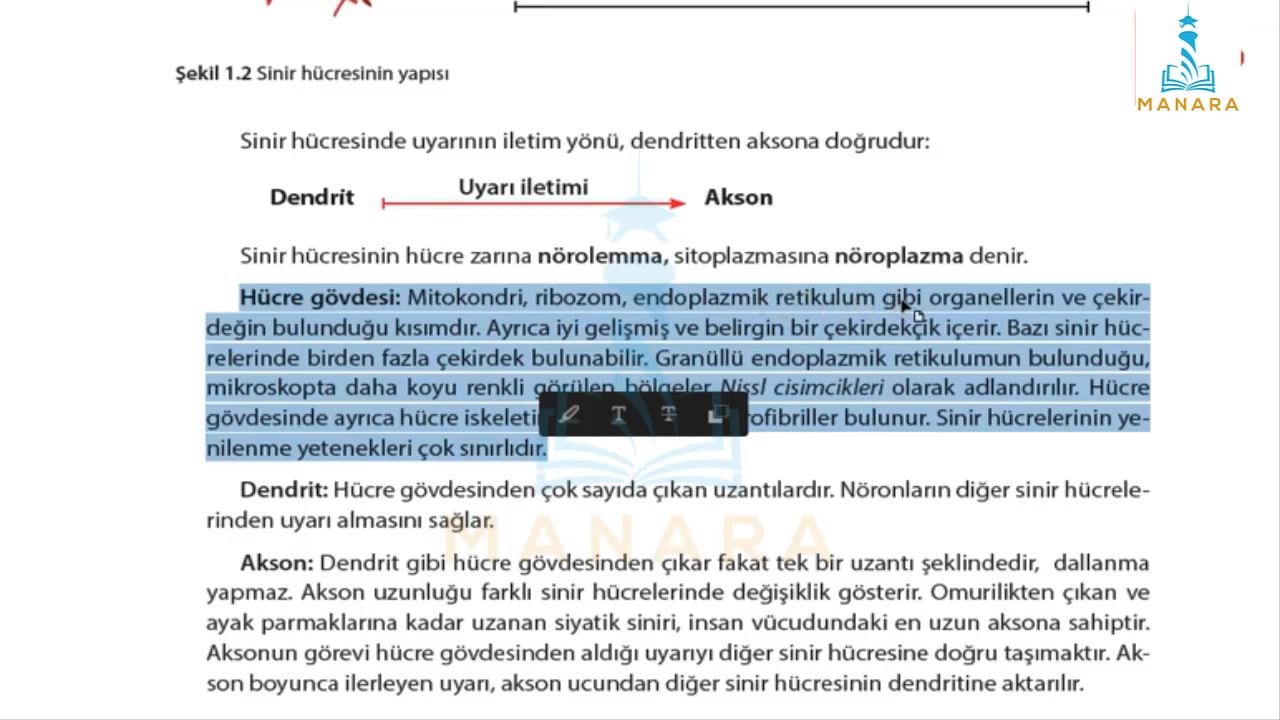 MANARA
Şekil 1.2 Sinir hücresinin yapısı
Sinir hücresinde uyarının iletim yönü, dendritten aksona doğrudur:
Dendrit Uyarı iletimi Akson
Sinir hücresinin hücre zarına nörolemma, sitoplazmasına nöroplazma denir.
Hücre gövdesi: Mitokondri, ribozom, endoplazmik retikulum gibi organellerin ve çekir-
değin bulunduğu kısımdır. Ayrıca iyi gelişmiş ve belirgin bir çekirdekçik içerir. Bazı sinir hüc-
relerinde birden fazla çekirdek bulunabilir. Granüllü endoplazmik retikulumun bulunduğu,
mikroskopta daha koyu renkli görülen bölgeler Nissl cisimcikleri olarak adlandırılır. Hücre
gövdesinde ayrıca hücre iskeleti rofibriller bulunur. Sinir hücrelerinin ye-
nilenme yetenekleri çok sınırlıdır.
Dendrit: Hücre gövdesinden çok sayıda çıkan uzantılardır. Nöronların diğer sinir hücrele-
rinden uyarı almasını sağlar.
MANARA
Akson: Dendrit gibi hücre gövdesinden çıkar fakat tek bir uzantı şeklindedir, dallanma
yapmaz. Akson uzunluğu farklı sinir hücrelerinde değişiklik gösterir. Omurilikten çıkan ve
ayak parmaklarına kadar uzanan siyatik siniri, insan vücudundaki en uzun aksona sahiptir.
Aksonun görevi hücre gövdesinden aldığı uyarıyı diğer sinir hücresine doğru taşımaktır. Ak-
son boyunca ilerleyen uyarı, akson ucundan diğer sinir hücresinin dendritine aktarılır.